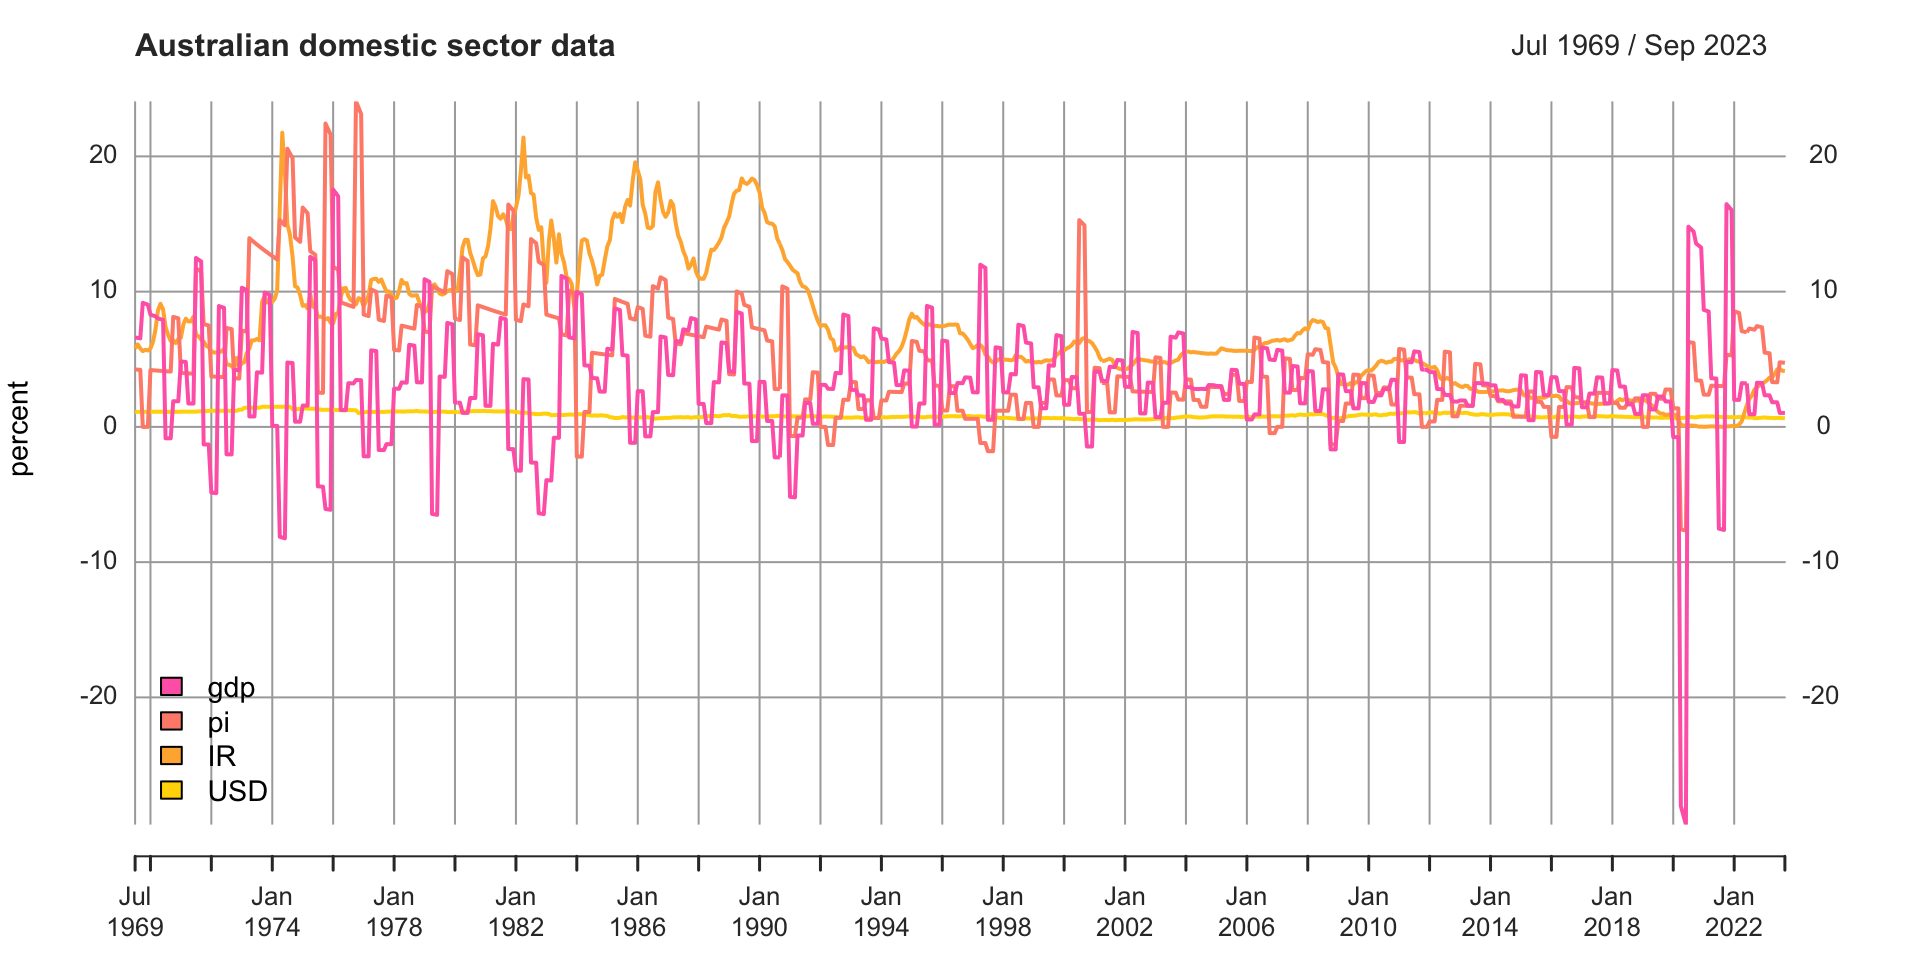 Australian domestic sector data
Jul 1969 / Sep 2023
20
10
0
-10
-20
20
10
0
-10
-20
percent
gdp
pi
IR
USD
Jul Jan Jan Jan Jan Jan Jan Jan Jan Jan Jan Jan Jan Jan
1969 1974 1978 1982 1986 1990 1994 1998 2002 2006 2010 2014 2018 2022